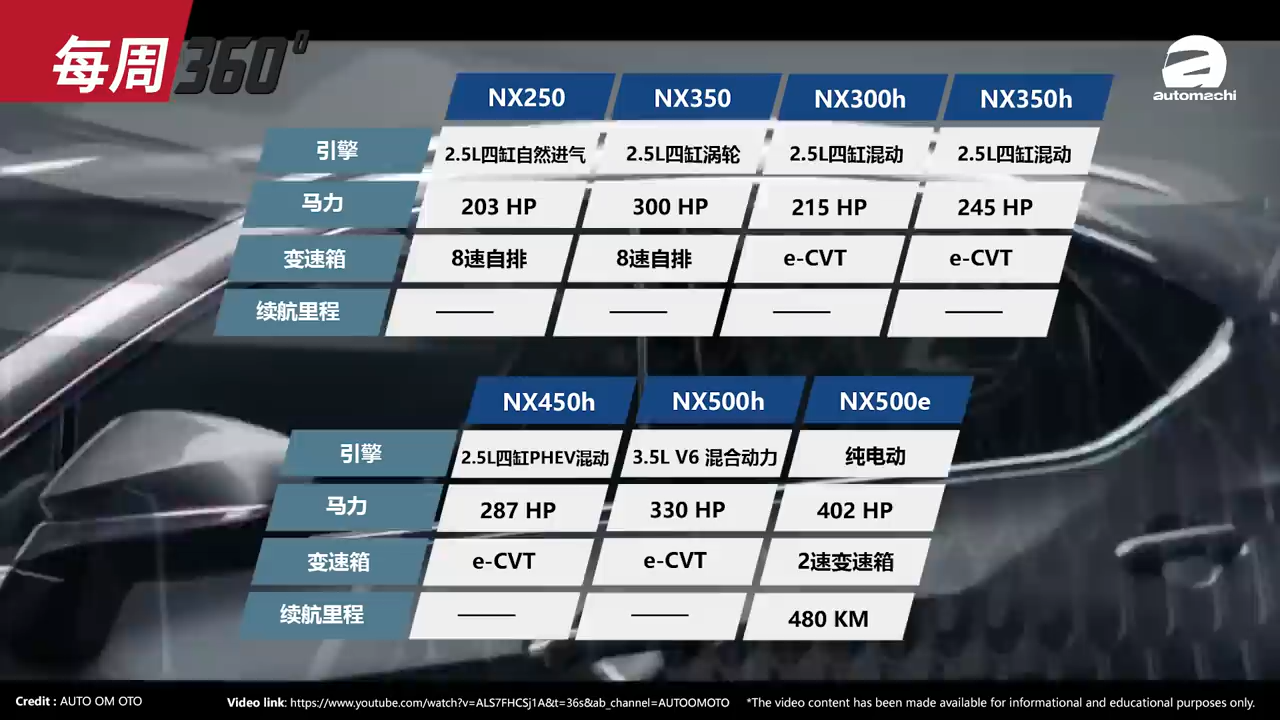 每周360°
automachi
NX250 NX350 NX300h NX350h
引擎 2.5L四缸自然进气 2.5L四缸涡轮 2.5L四缸混动 2.5L四缸混动
马力 203 HP 300 HP 215 HP 245 HP
变速箱 8速自排 8速自排 e-CVT e-CVT
续航里程 —— —— —— ——
NX450h NX500h NX500e
引擎 2.5L四缸PHEV混动 3.5L V6 混合动力 纯电动
马力 287 HP 330 HP 402 HP
变速箱 e-CVT e-CVT 2速变速箱
续航里程 —— —— 480 KM
Credit : AUTO OM OTO Video link: https://www.youtube.com/watch?v=ALS7FHCSj1A&t=36s&ab_channel=AUTOOMOTO *The video content has been made available for informational and educational purposes only.